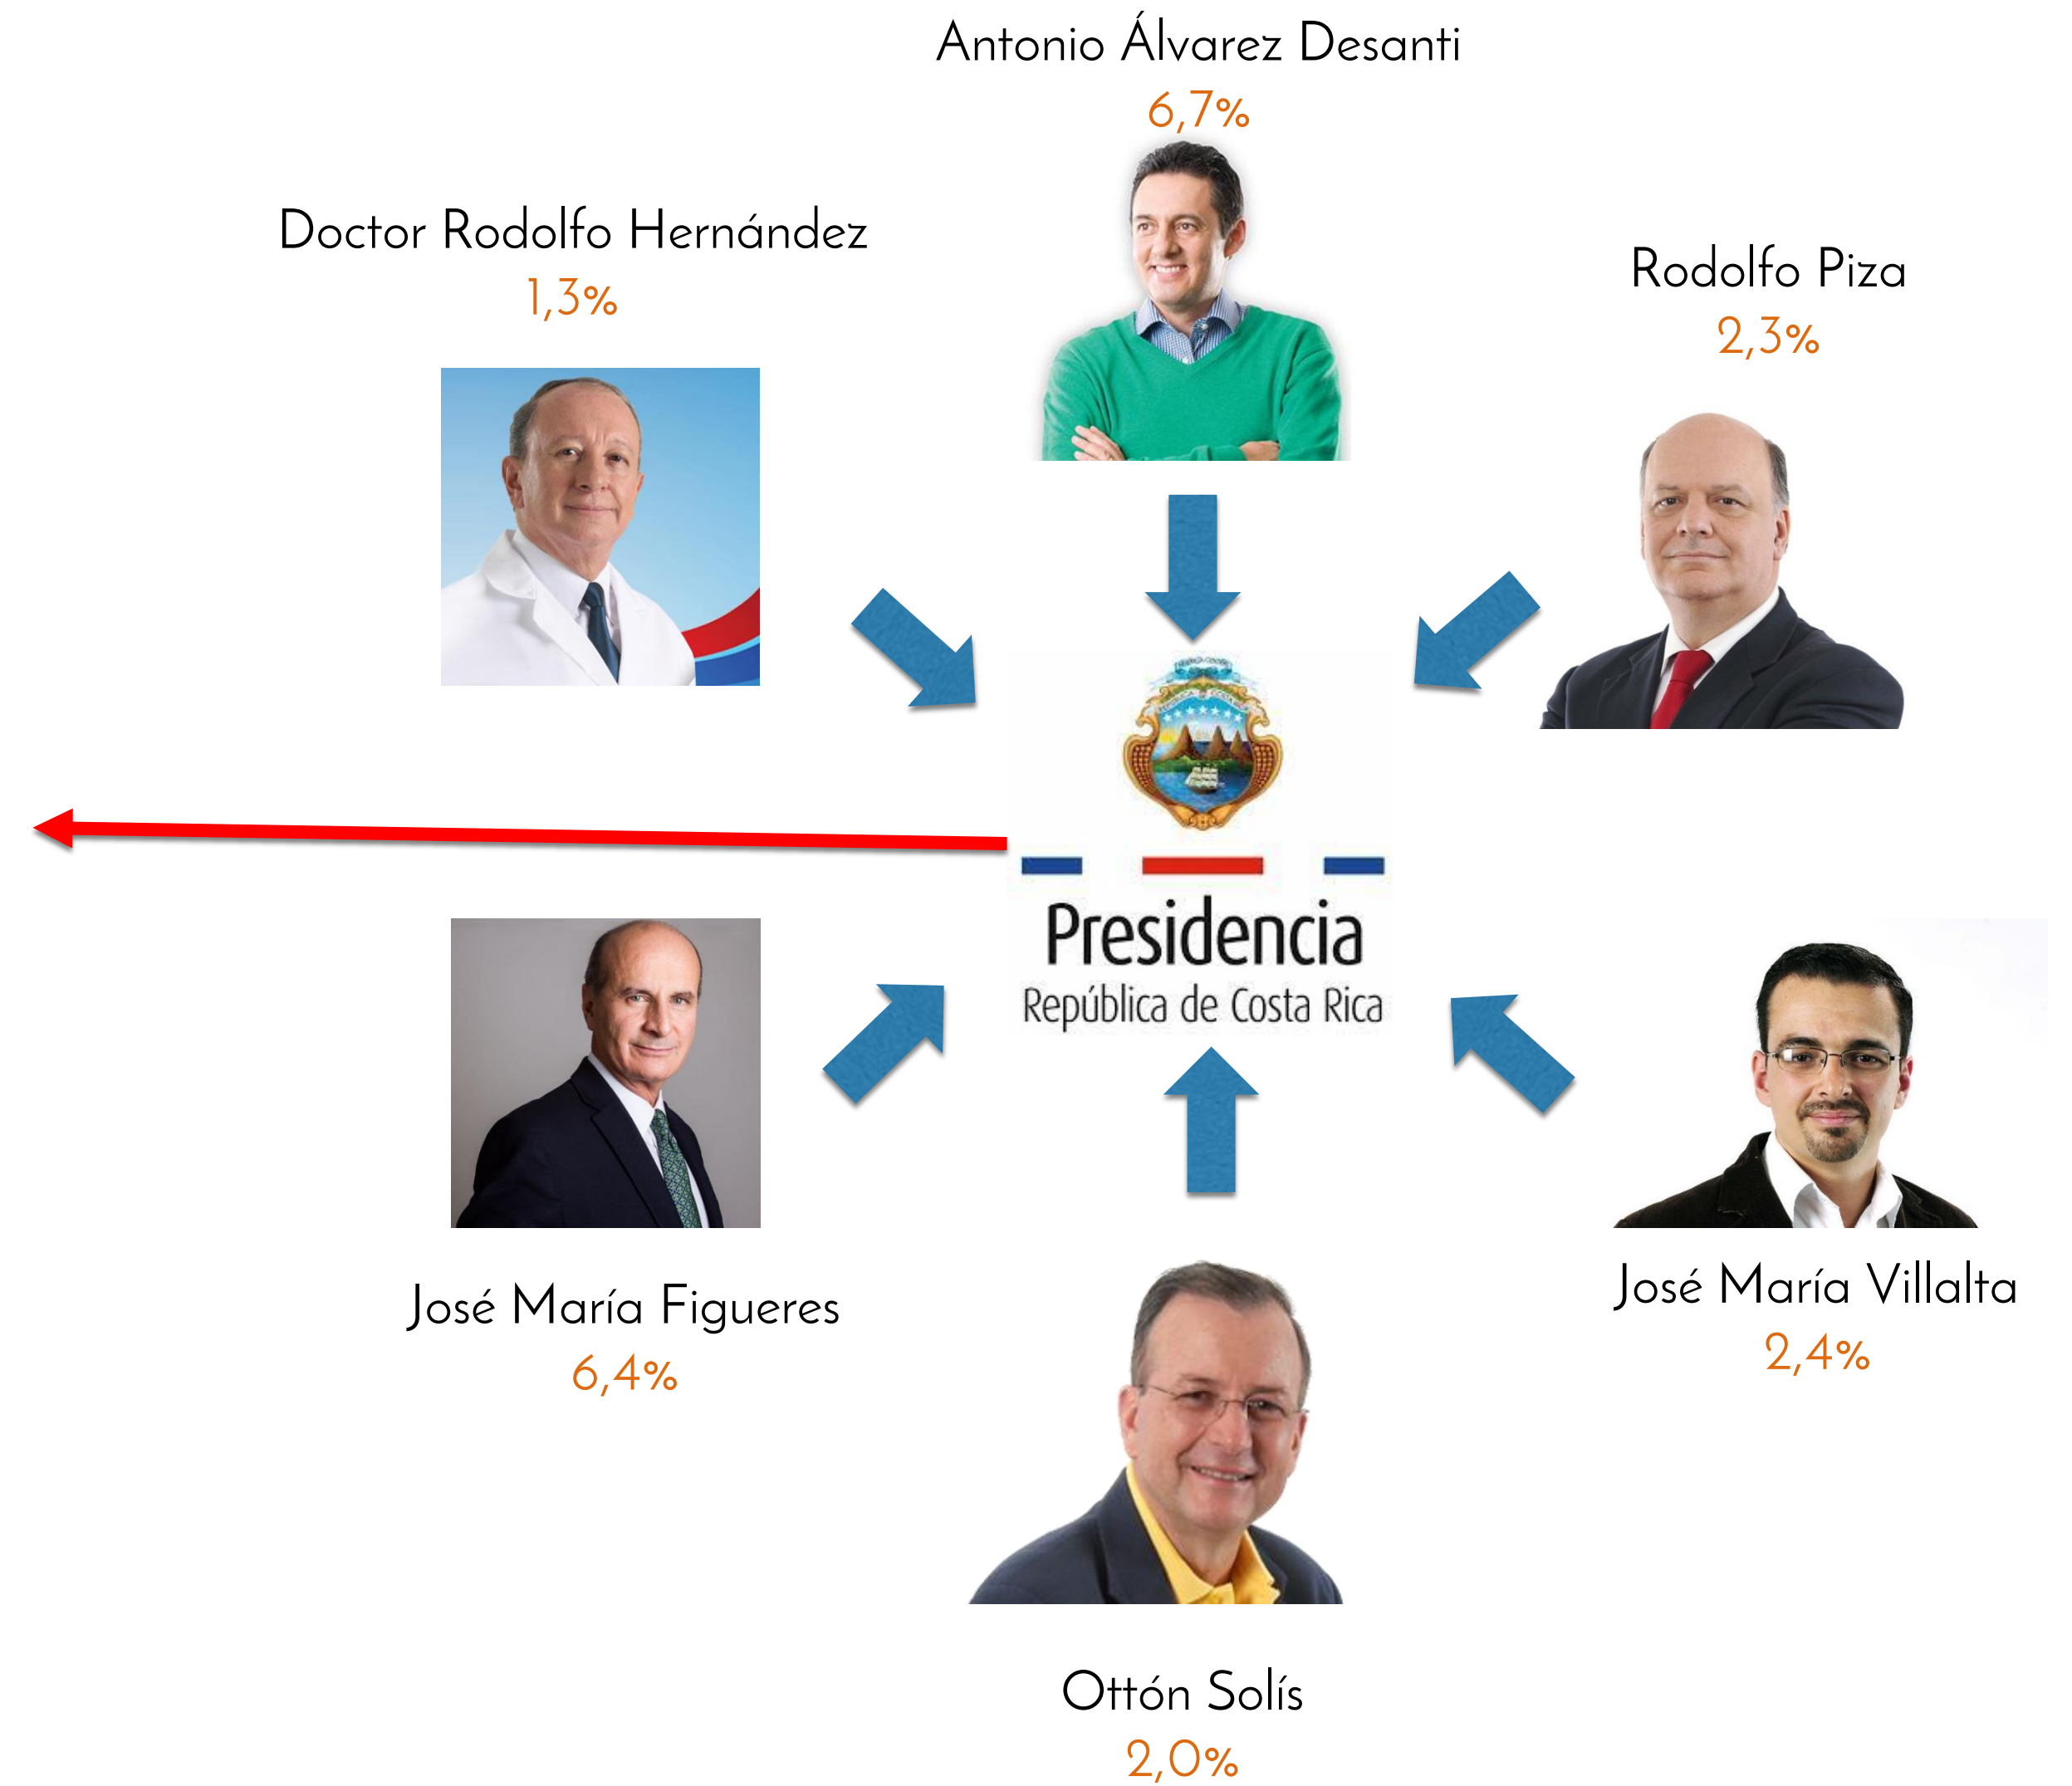 Antonio Álvarez Desanti
6,7%
Doctor Rodolfo Hernández
1,3%
Rodolfo Piza
2,3%
Presidencia
República de Costa Rica
José María Figueres
6,4%
José María Villalta
2,4%
Ottón Solís
2,0%